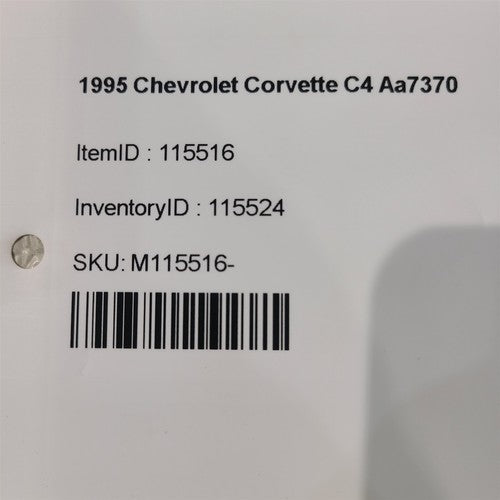 1995 Chevrolet Corvette C4 Aa7370
ItemID : 115516
InventoryID : 115524
SKU: M115516-